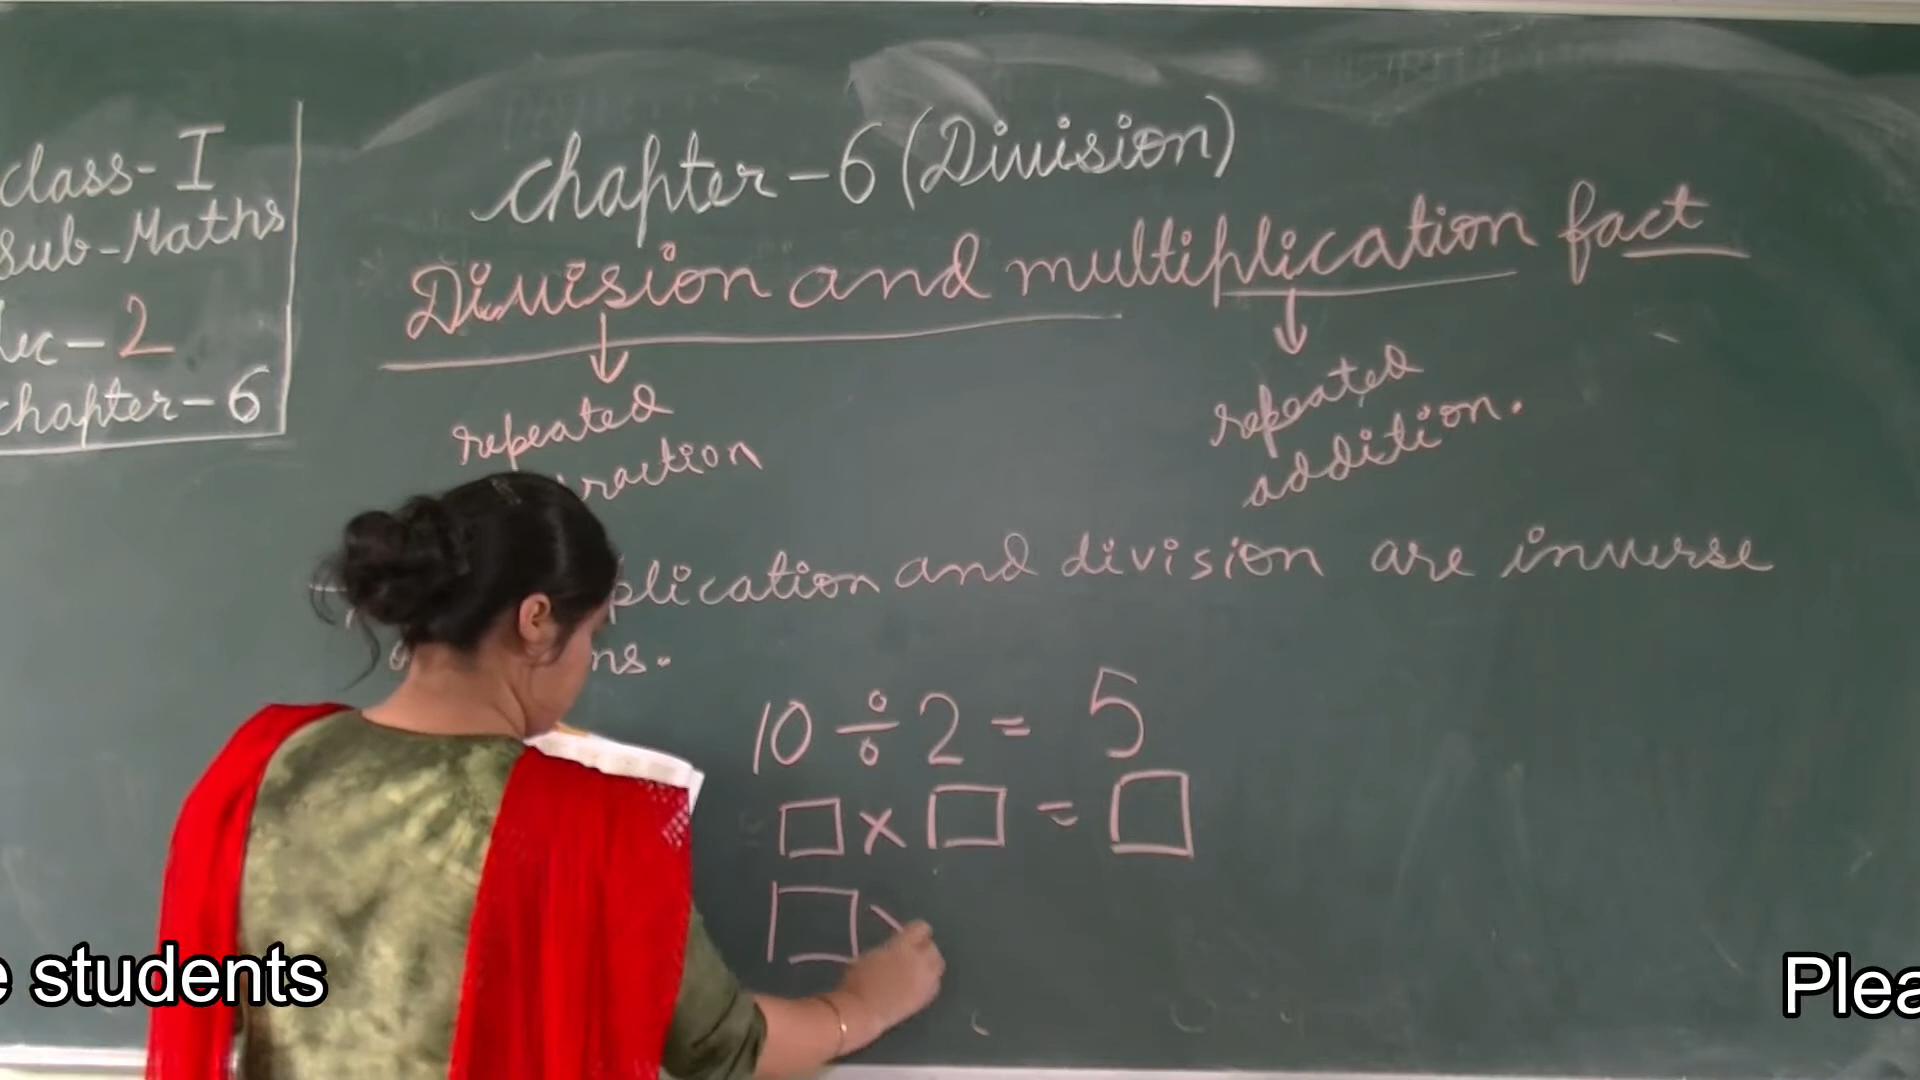 class-I
Sub-Maths
Lec-2
chapter-6
chapter-6 (Division)
Division and multiplication fact
repeated
raction
repeated
addition.
plication and division are inverse
ns.
10 ÷ 2 = 5
□ × □ = □
□
students
Plea